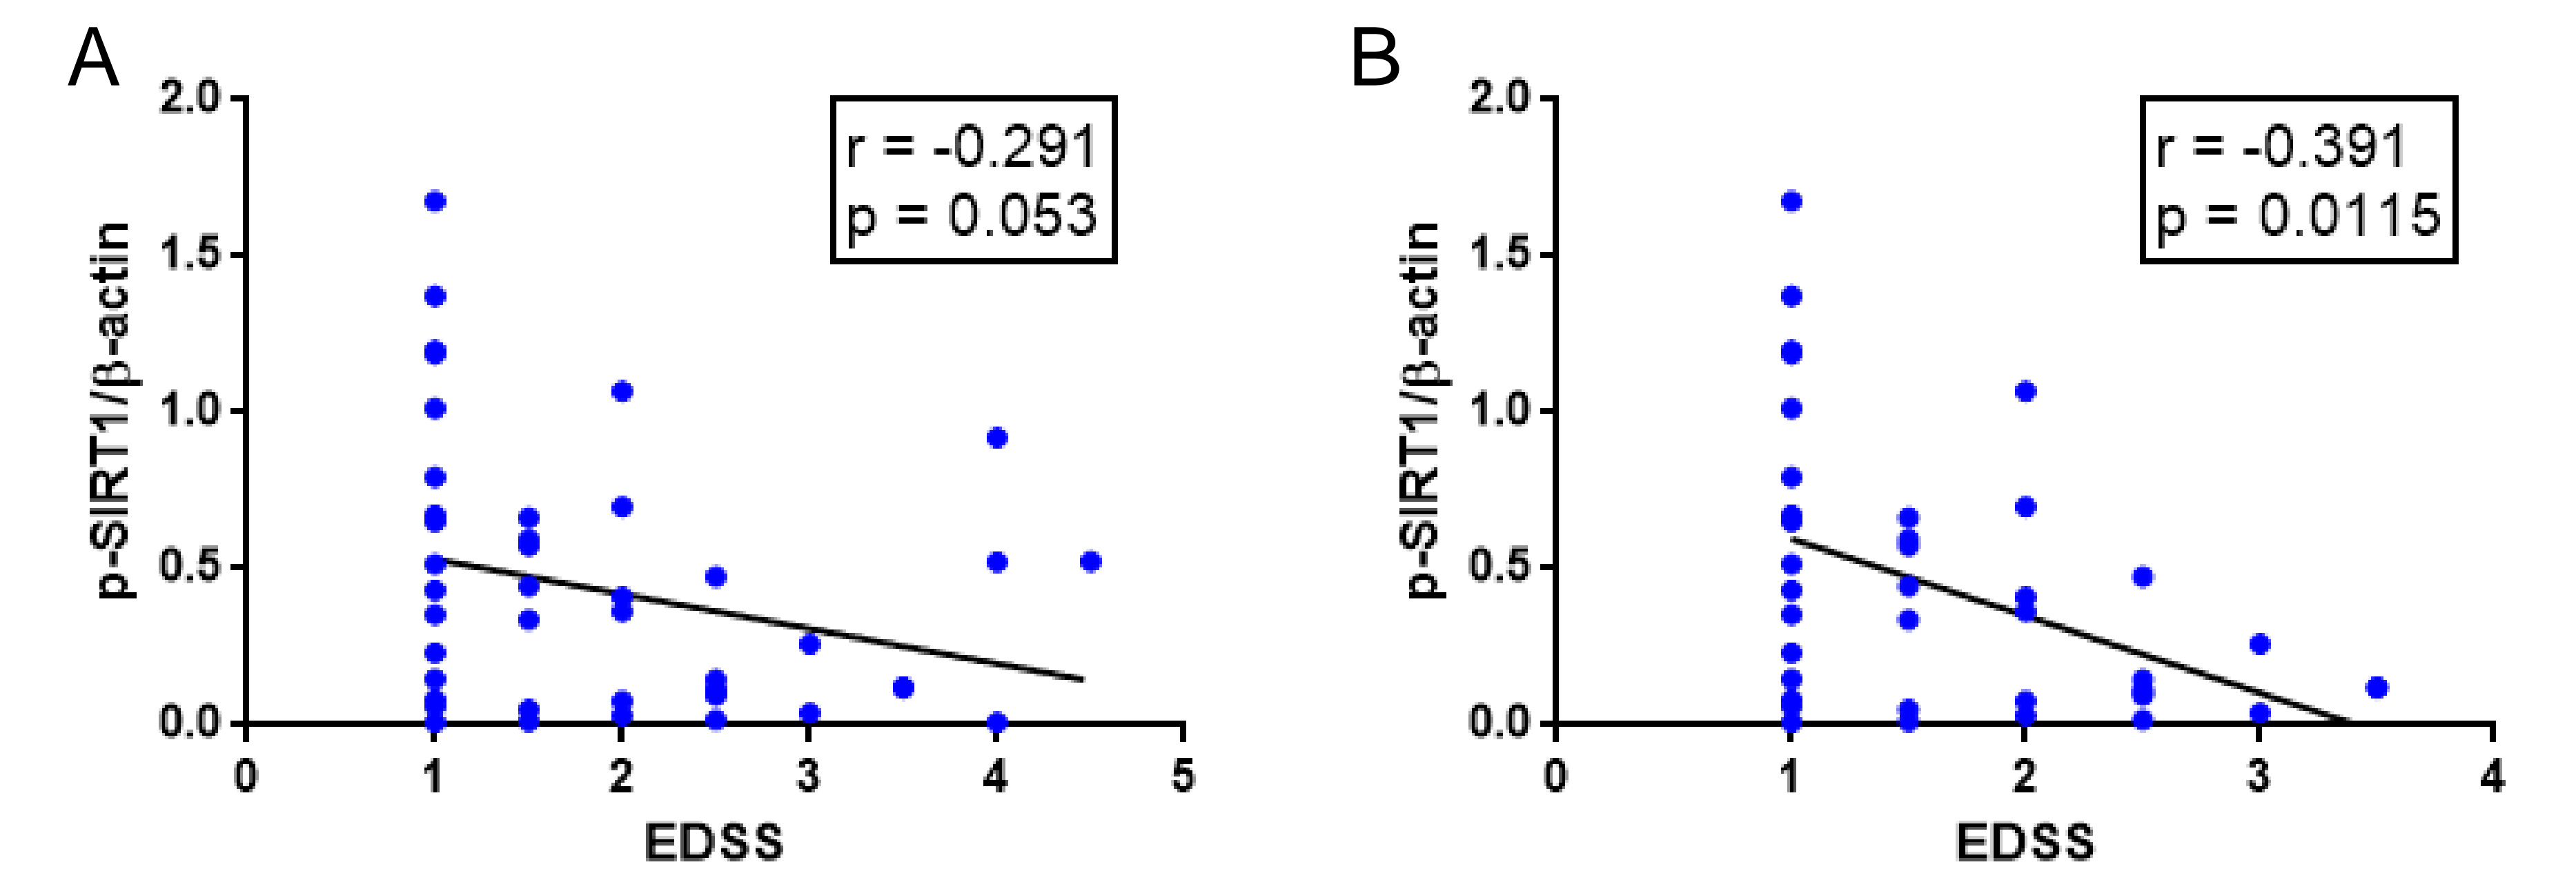 A
2.0
1.5
1.0
0.5
0.0
p-SIRT1/β-actin
r = -0.291
p = 0.053
0 1 2 3 4 5
EDSS
B
2.0
1.5
1.0
0.5
0.0
p-SIRT1/β-actin
r = -0.391
p = 0.0115
0 1 2 3 4
EDSS